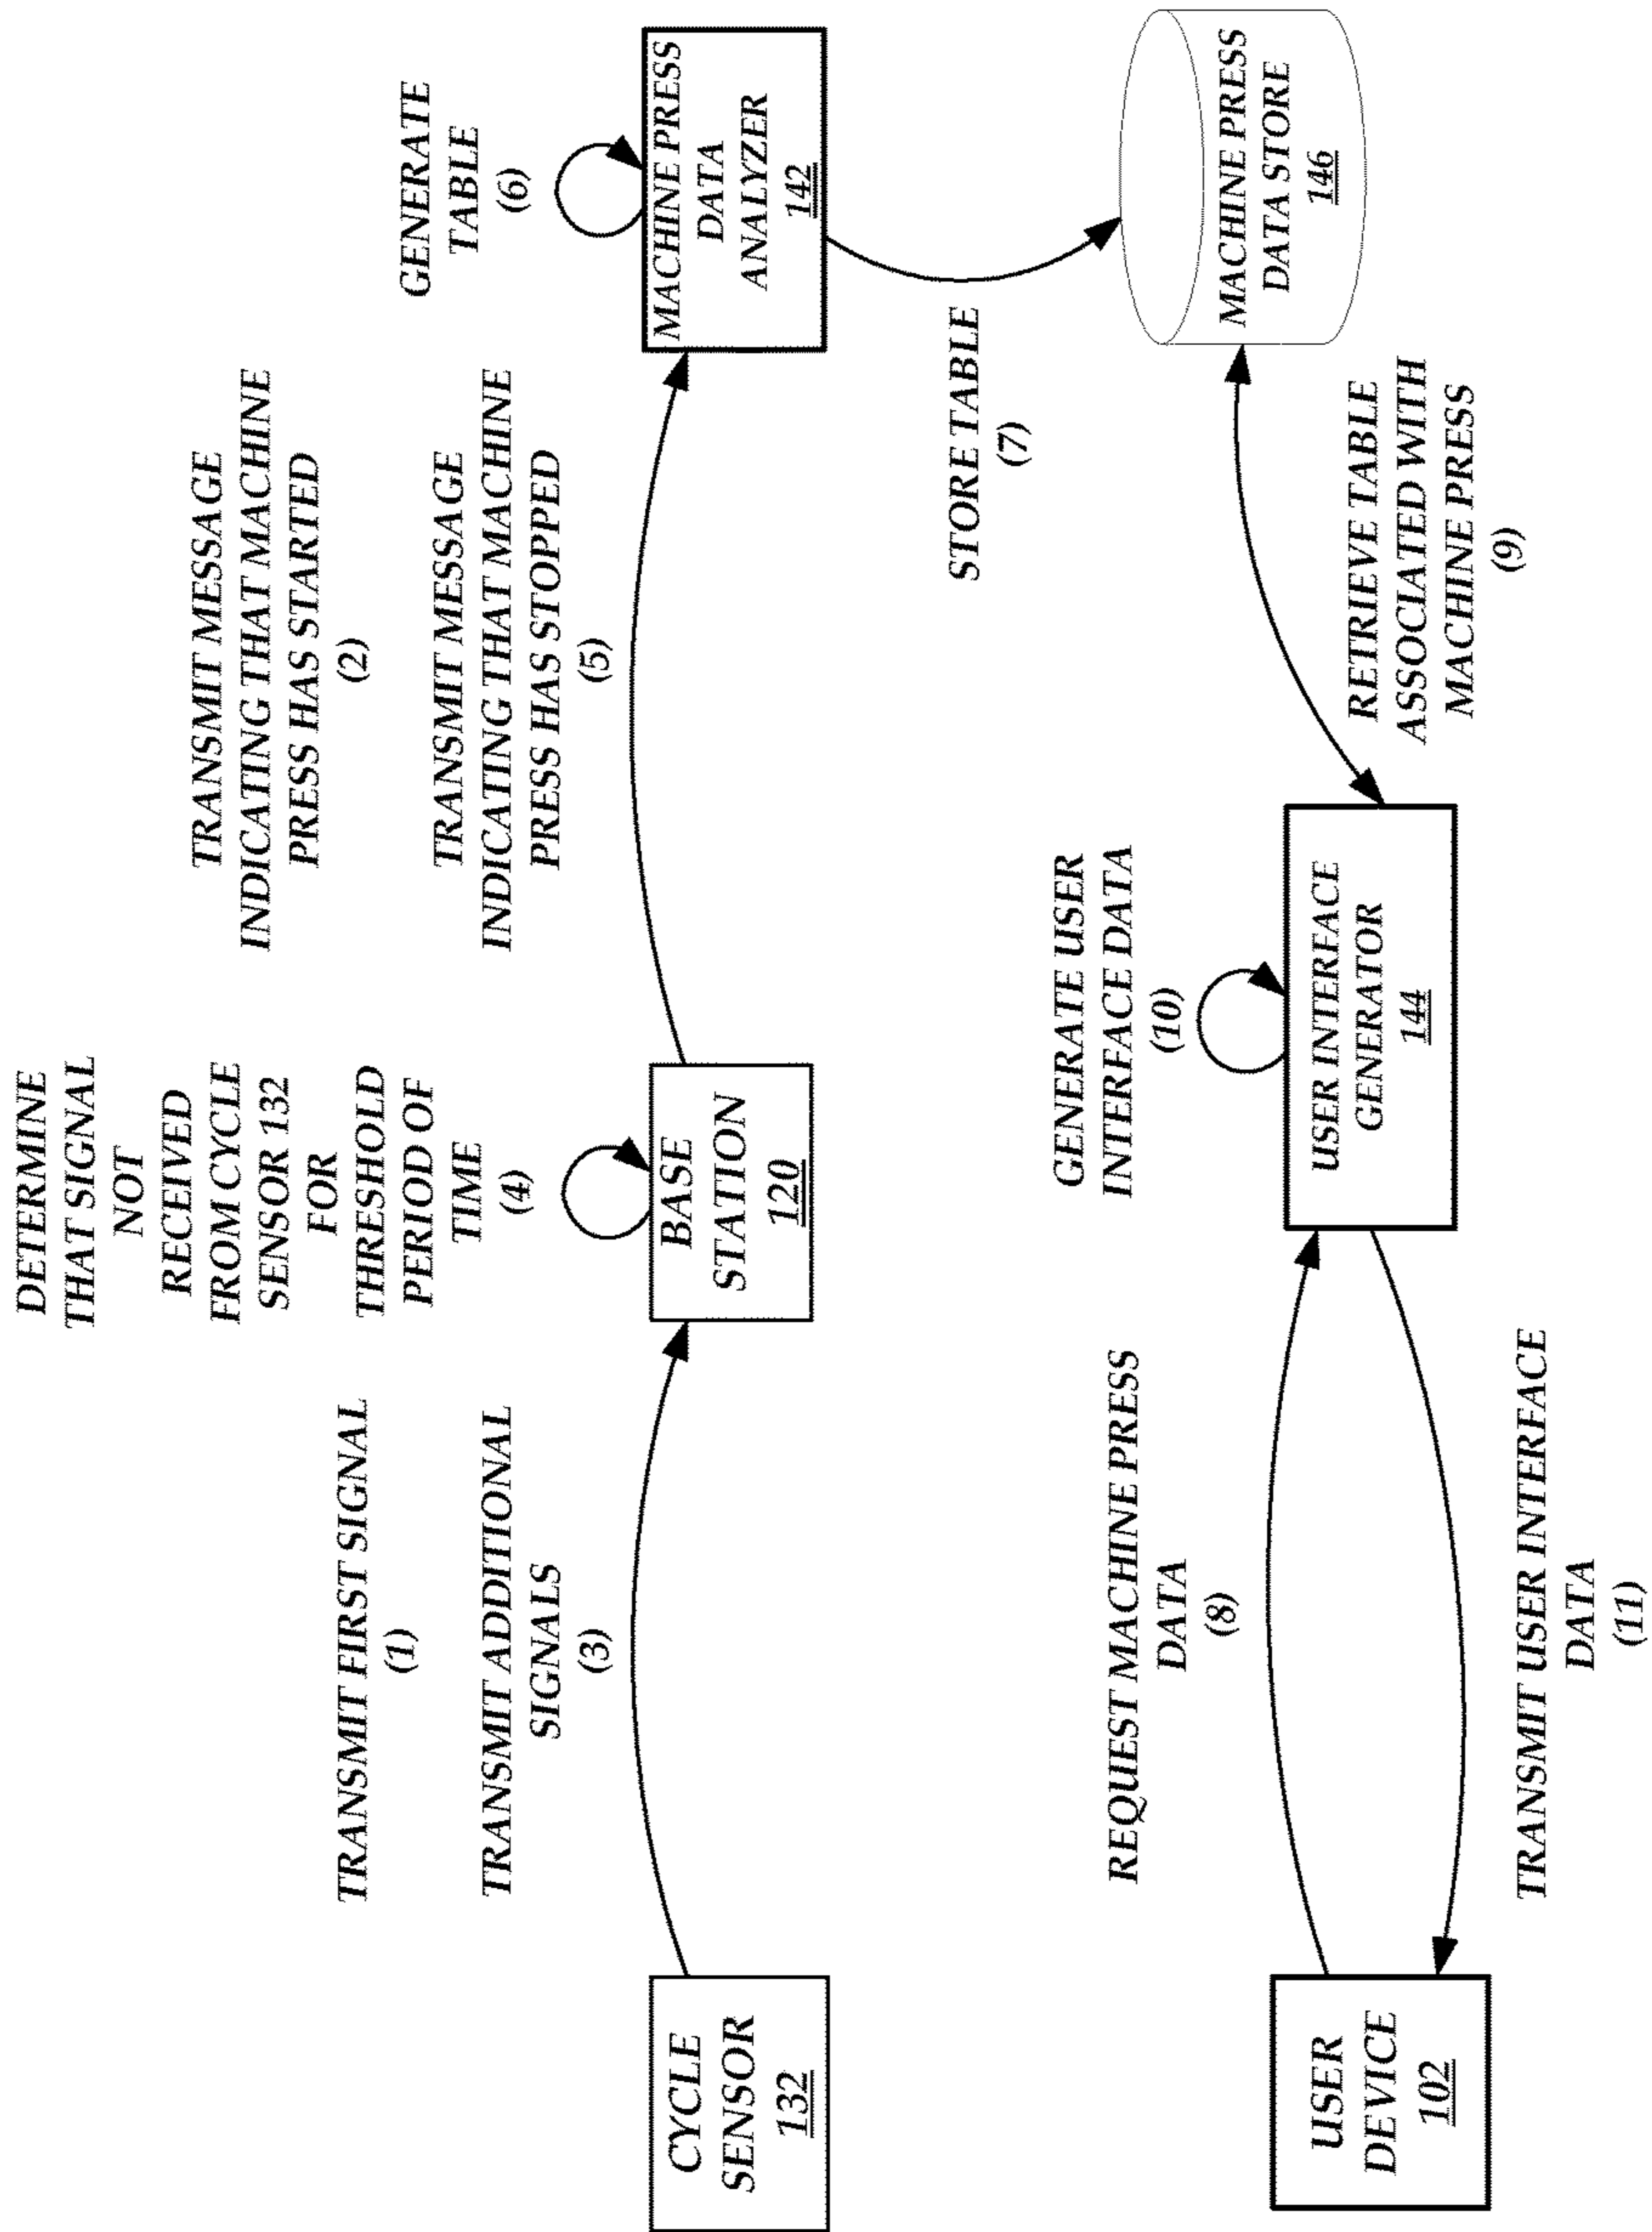 DETERMINE
THAT SIGNAL
NOT
RECEIVED
FROM CYCLE
SENSOR 132
FOR
THRESHOLD
PERIOD OF
TIME
(4)
TRANSMIT FIRST SIGNAL
(1)
TRANSMIT ADDITIONAL
SIGNALS
(3)
TRANSMIT MESSAGE
INDICATING THAT MACHINE
PRESS HAS STARTED
(2)
TRANSMIT MESSAGE
INDICATING THAT MACHINE
PRESS HAS STOPPED
(5)
GENERATE
TABLE
(6)
CYCLE
SENSOR
132
BASE
STATION
120
MACHINE PRESS
DATA
ANALYZER
142
STORE TABLE
(7)
REQUEST MACHINE PRESS
DATA
(8)
GENERATE USER
INTERFACE DATA
(10)
USER
DEVICE
102
USER INTERFACE
GENERATOR
144
MACHINE PRESS
DATA STORE
146
RETRIEVE TABLE
ASSOCIATED WITH
MACHINE PRESS
(9)
TRANSMIT USER INTERFACE
DATA
(11)